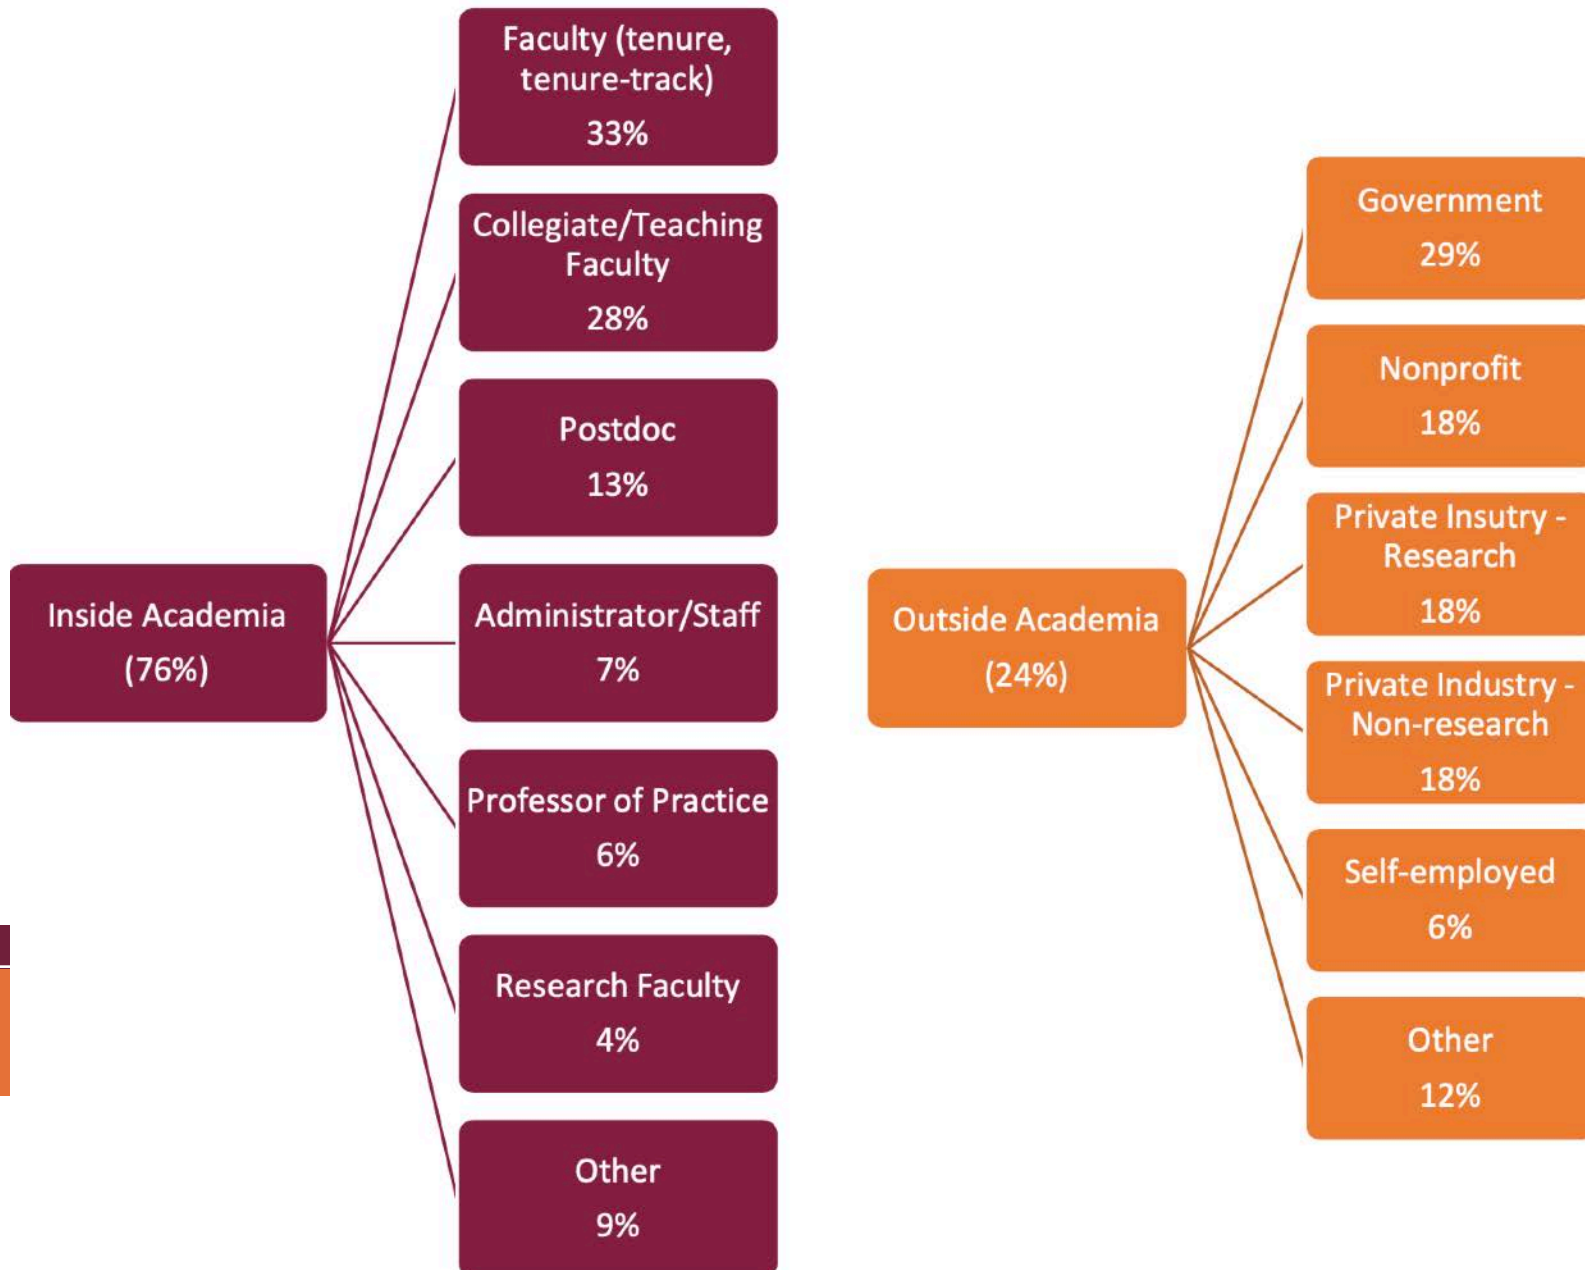 Faculty (tenure,
tenure-track)
33%
Collegiate/Teaching
Faculty
28%
Postdoc
13%
Inside Academia
(76%)
Administrator/Staff
7%
Professor of Practice
6%
Research Faculty
4%
Other
9%
Government
29%
Nonprofit
18%
Private Insutry -
Research
18%
Outside Academia
(24%)
Private Industry -
Non-research
18%
Self-employed
6%
Other
12%